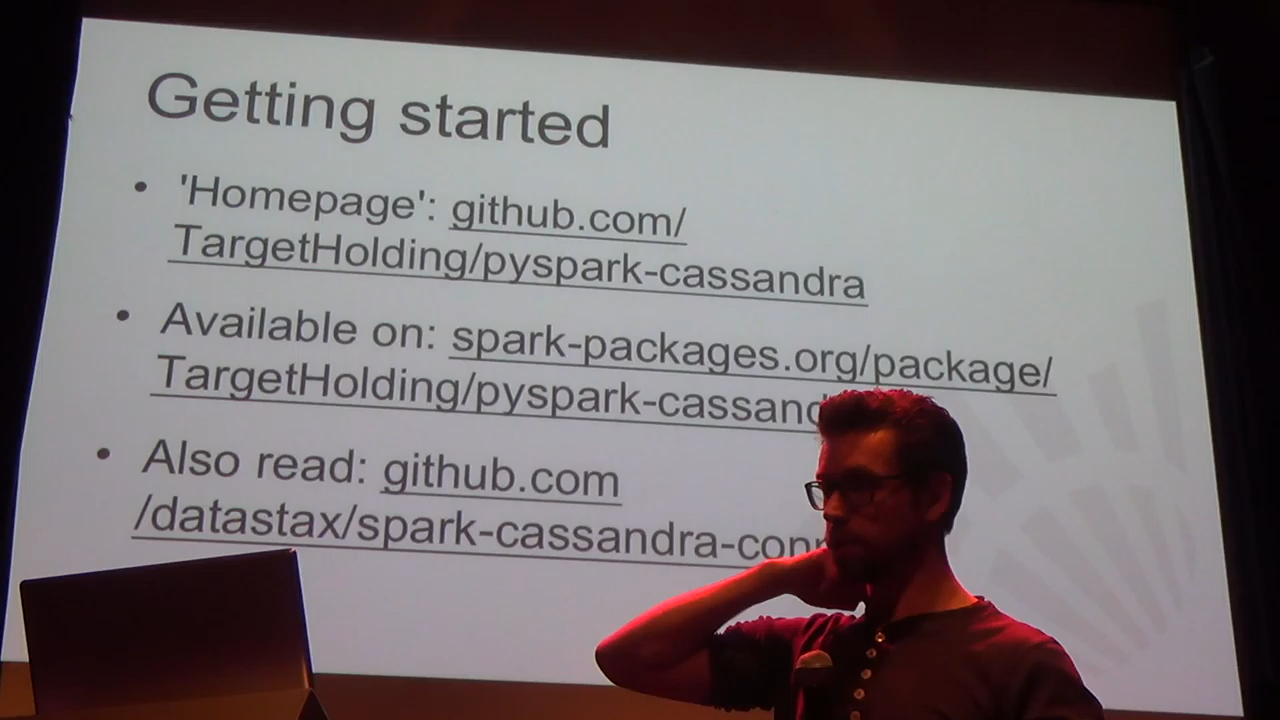 Getting started
• 'Homepage': github.com/
TargetHolding/pyspark-cassandra
• Available on: spark-packages.org/package/
TargetHolding/pyspark-cassand
• Also read: github.com
/datastax/spark-cassandra-conn